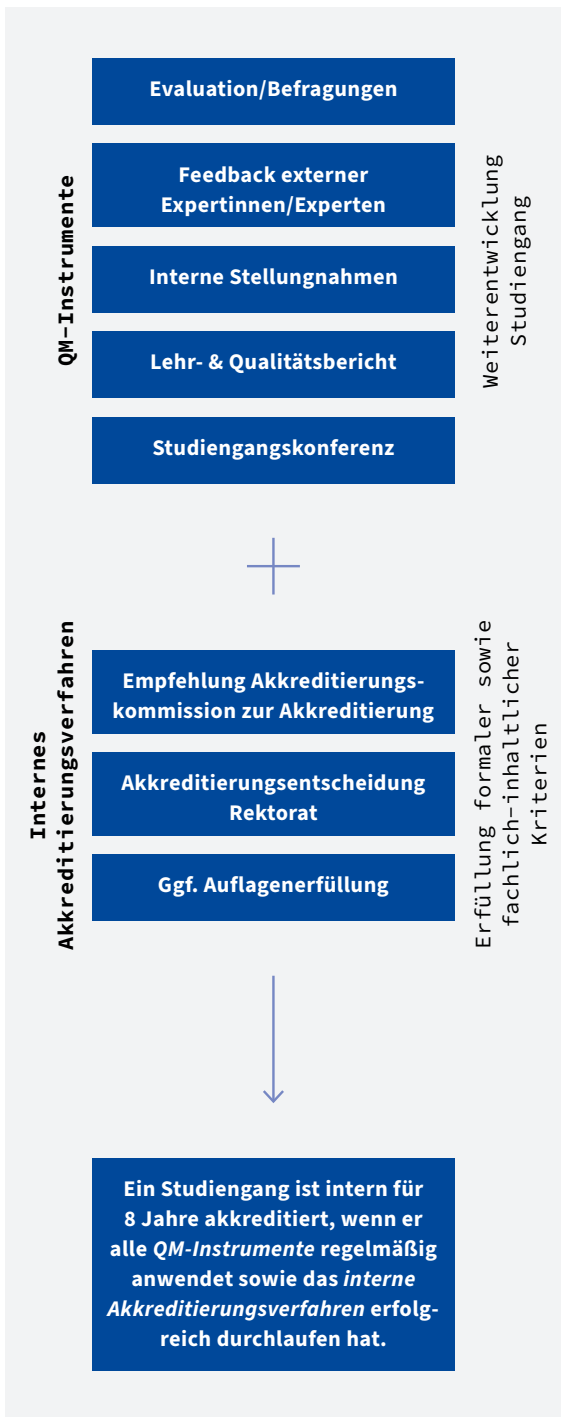 QM-Instrumente
Evaluation/Befragungen
Feedback externer
Expertinnen/Experten
Interne Stellungnahmen
Lehr- & Qualitätsbericht
Studiengangskonferenz
Weiterentwicklung
Studiengang
Internes
Akkreditierungsverfahren
Empfehlung Akkreditierungs-
kommission zur Akkreditierung
Akkreditierungsentscheidung
Rektorat
Ggf. Auflagenerfüllung
Erfüllung formaler sowie
fachlich-inhaltlicher
Kriterien
Ein Studiengang ist intern für
8 Jahre akkreditiert, wenn er
alle QM-Instrumente regelmäßig
anwendet sowie das interne
Akkreditierungsverfahren erfolg-
reich durchlaufen hat.